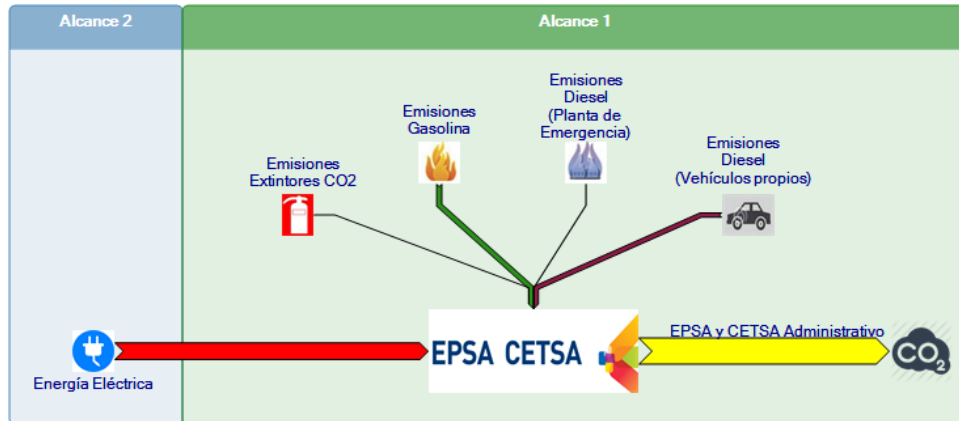 Alcance 2
Alcance 1
Emisiones
Diesel
(Planta de
Emergencia)
Emisiones
Gasolina
Emisiones
Diesel
(Vehículos propios)
Emisiones
Extintores CO2
EPSA CETSA
EPSA y CETSA Administrativo
CO2
Energía Eléctrica